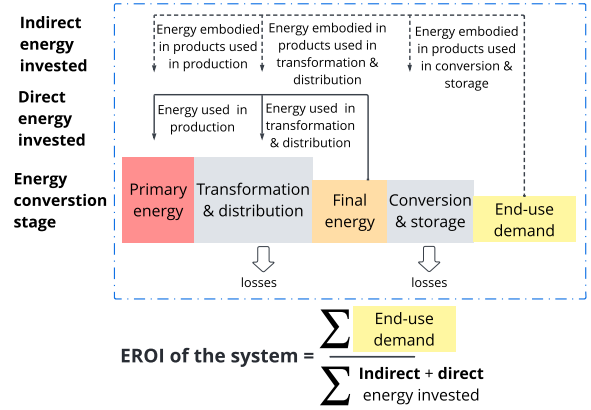 Indirect
energy
invested
Energy embodied
in products used
in production
Energy embodied in
products used in
transformation &
distribution
Energy embodied
in products used
in conversion &
storage
Direct
energy
invested
Energy used in
production
Energy used in
transformation
& distribution
Energy
converstion
stage
Primary
energy
Transformation
& distribution
Final
energy
Conversion
& storage
End-use
demand
losses
losses
EROI of the system =
∑ End-use
demand
∑ Indirect + direct
energy invested